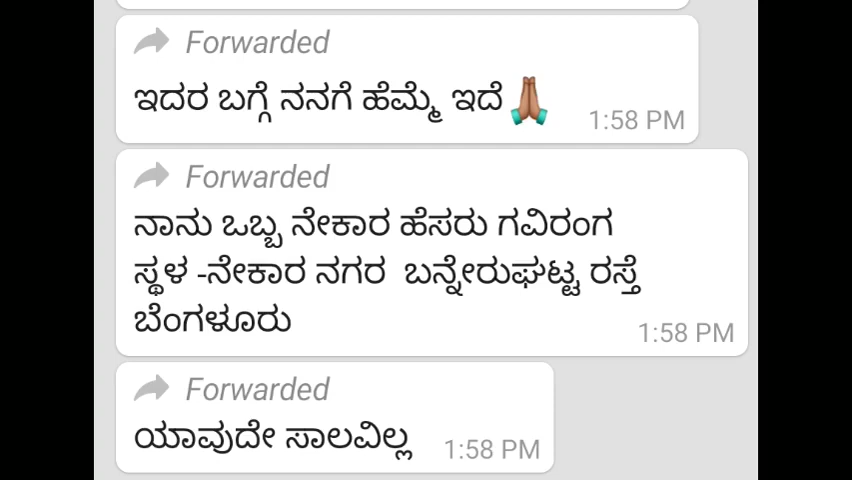 Forwarded
ಇದರ ಬಗ್ಗೆ ನನಗೆ ಹೆಮ್ಮೆ ಇದೆ🙏🏽
1:58 PM
Forwarded
ನಾನು ಒಬ್ಬ ನೇಕಾರ ಹೆಸರು ಗವಿರಂಗ
ಸ್ಥಳ -ನೇಕಾರ ನಗರ ಬನ್ನೇರುಘಟ್ಟ ರಸ್ತೆ
ಬೆಂಗಳೂರು
1:58 PM
Forwarded
ಯಾವುದೇ ಸಾಲವಿಲ್ಲ
1:58 PM